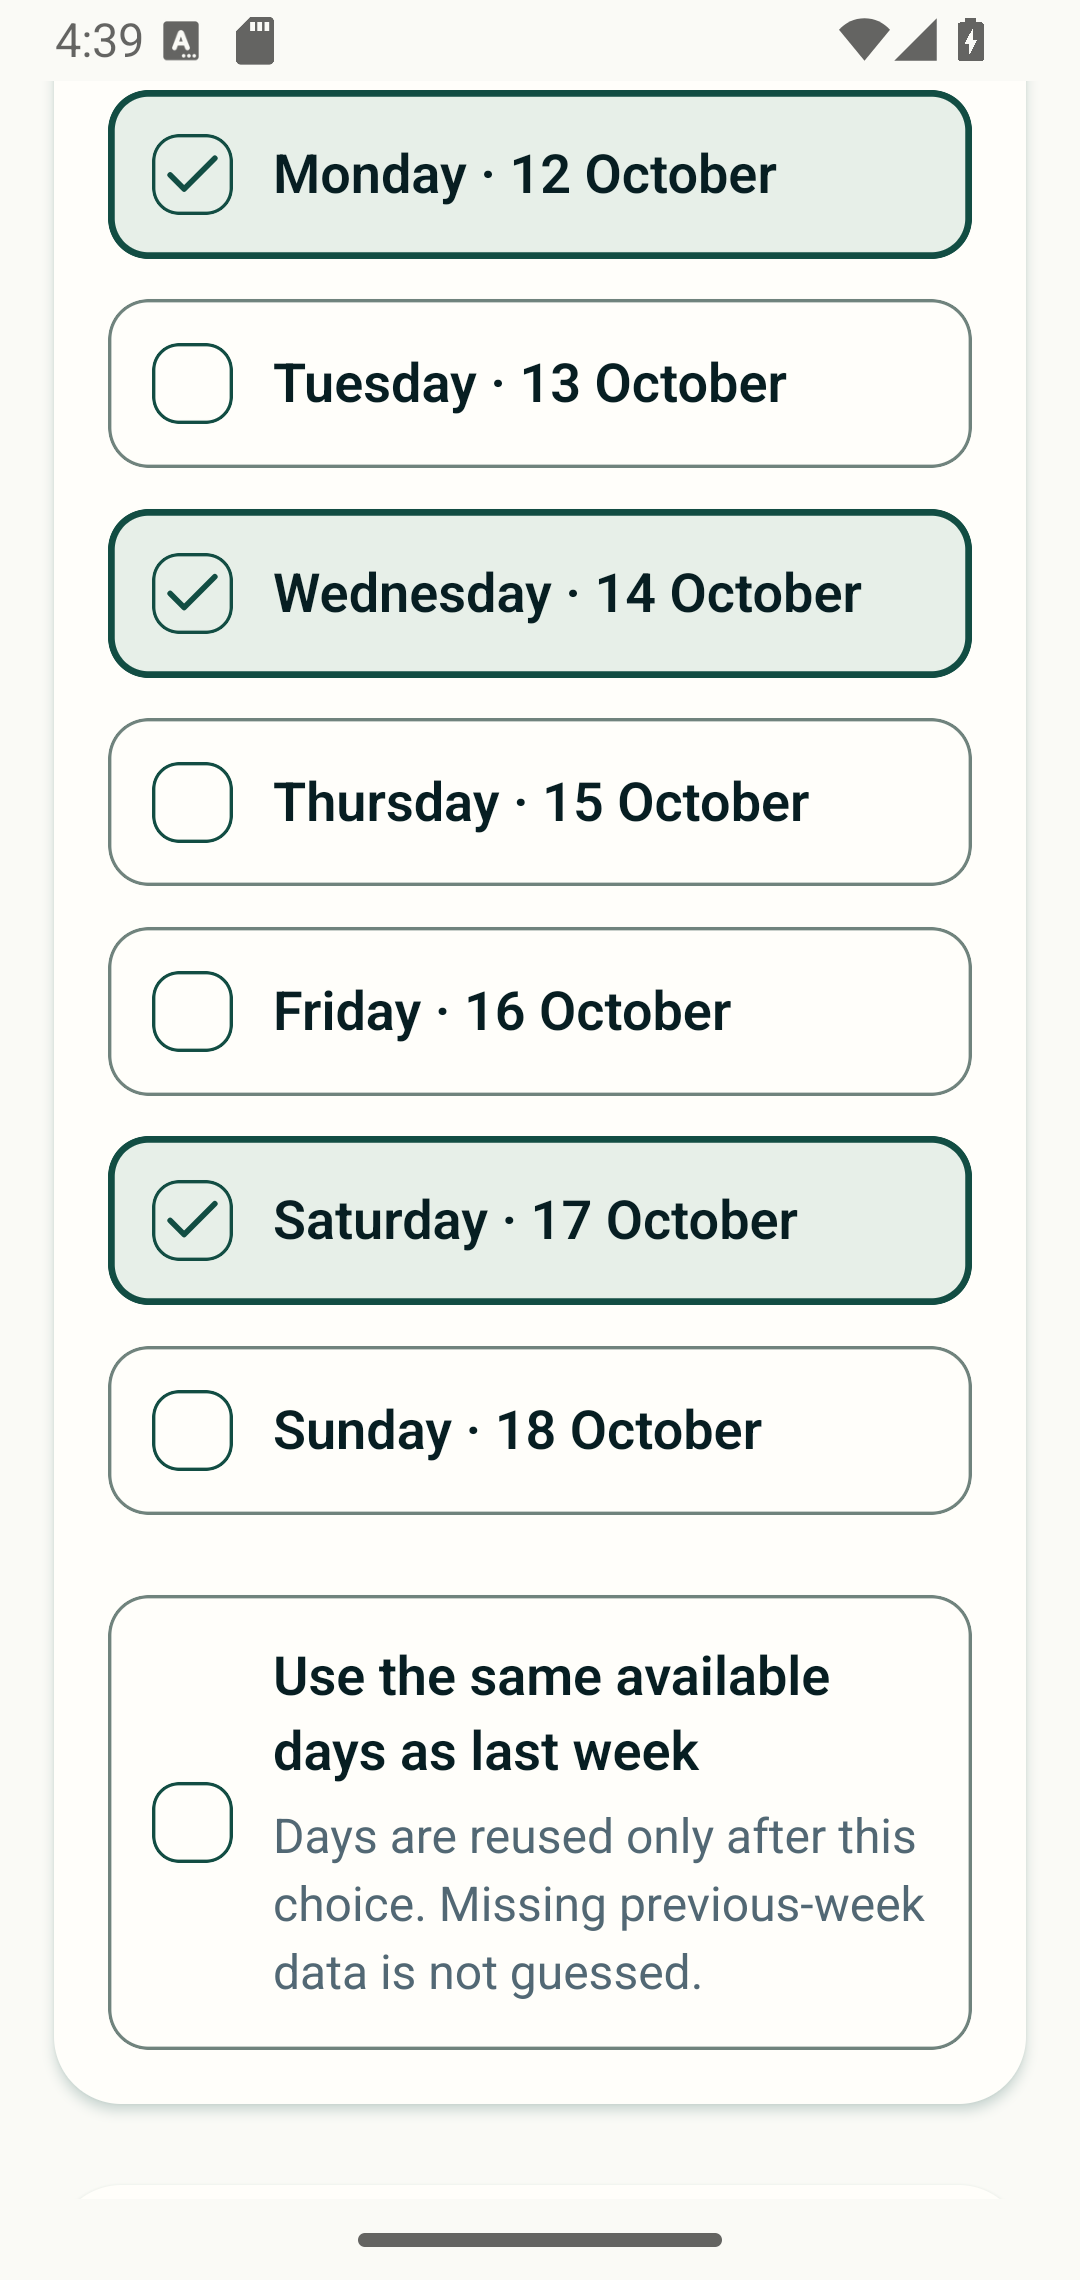 4:39
Monday · 12 October
Tuesday · 13 October
Wednesday · 14 October
Thursday · 15 October
Friday · 16 October
Saturday · 17 October
Sunday · 18 October
Use the same available
days as last week
Days are reused only after this
choice. Missing previous-week
data is not guessed.